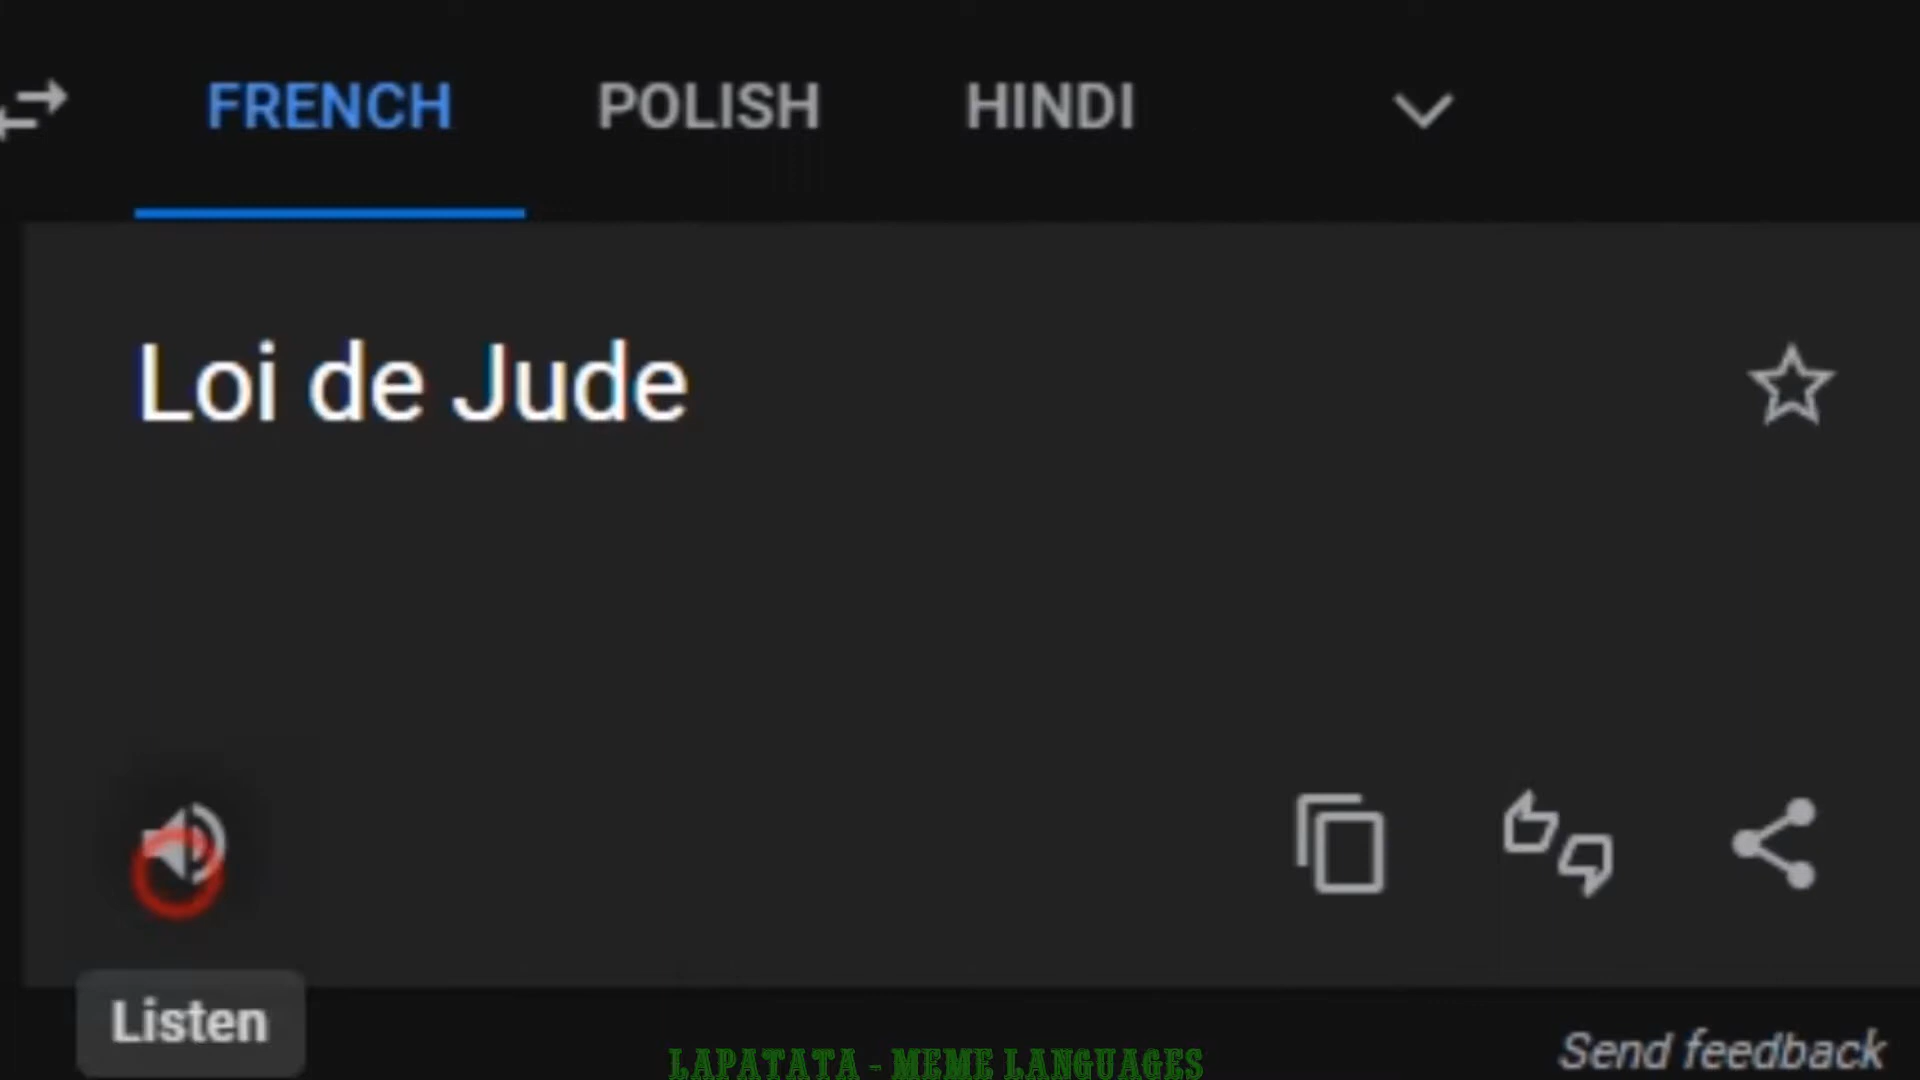 FRENCH POLISH HINDI
Loi de Jude
Listen
Send feedback
LAPATATA - MEME LANGUAGES